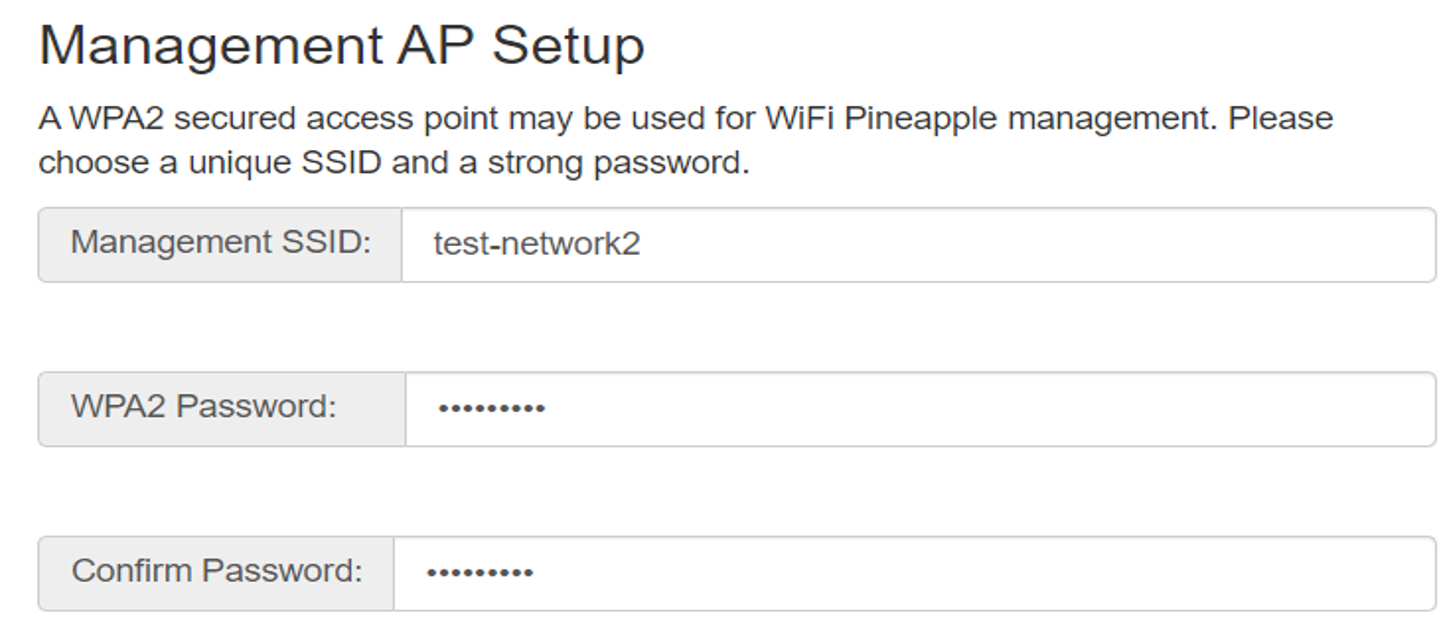 Management AP Setup
A WPA2 secured access point may be used for WiFi Pineapple management. Please
choose a unique SSID and a strong password.
Management SSID: test-network2
WPA2 Password: •••••••••
Confirm Password: •••••••••